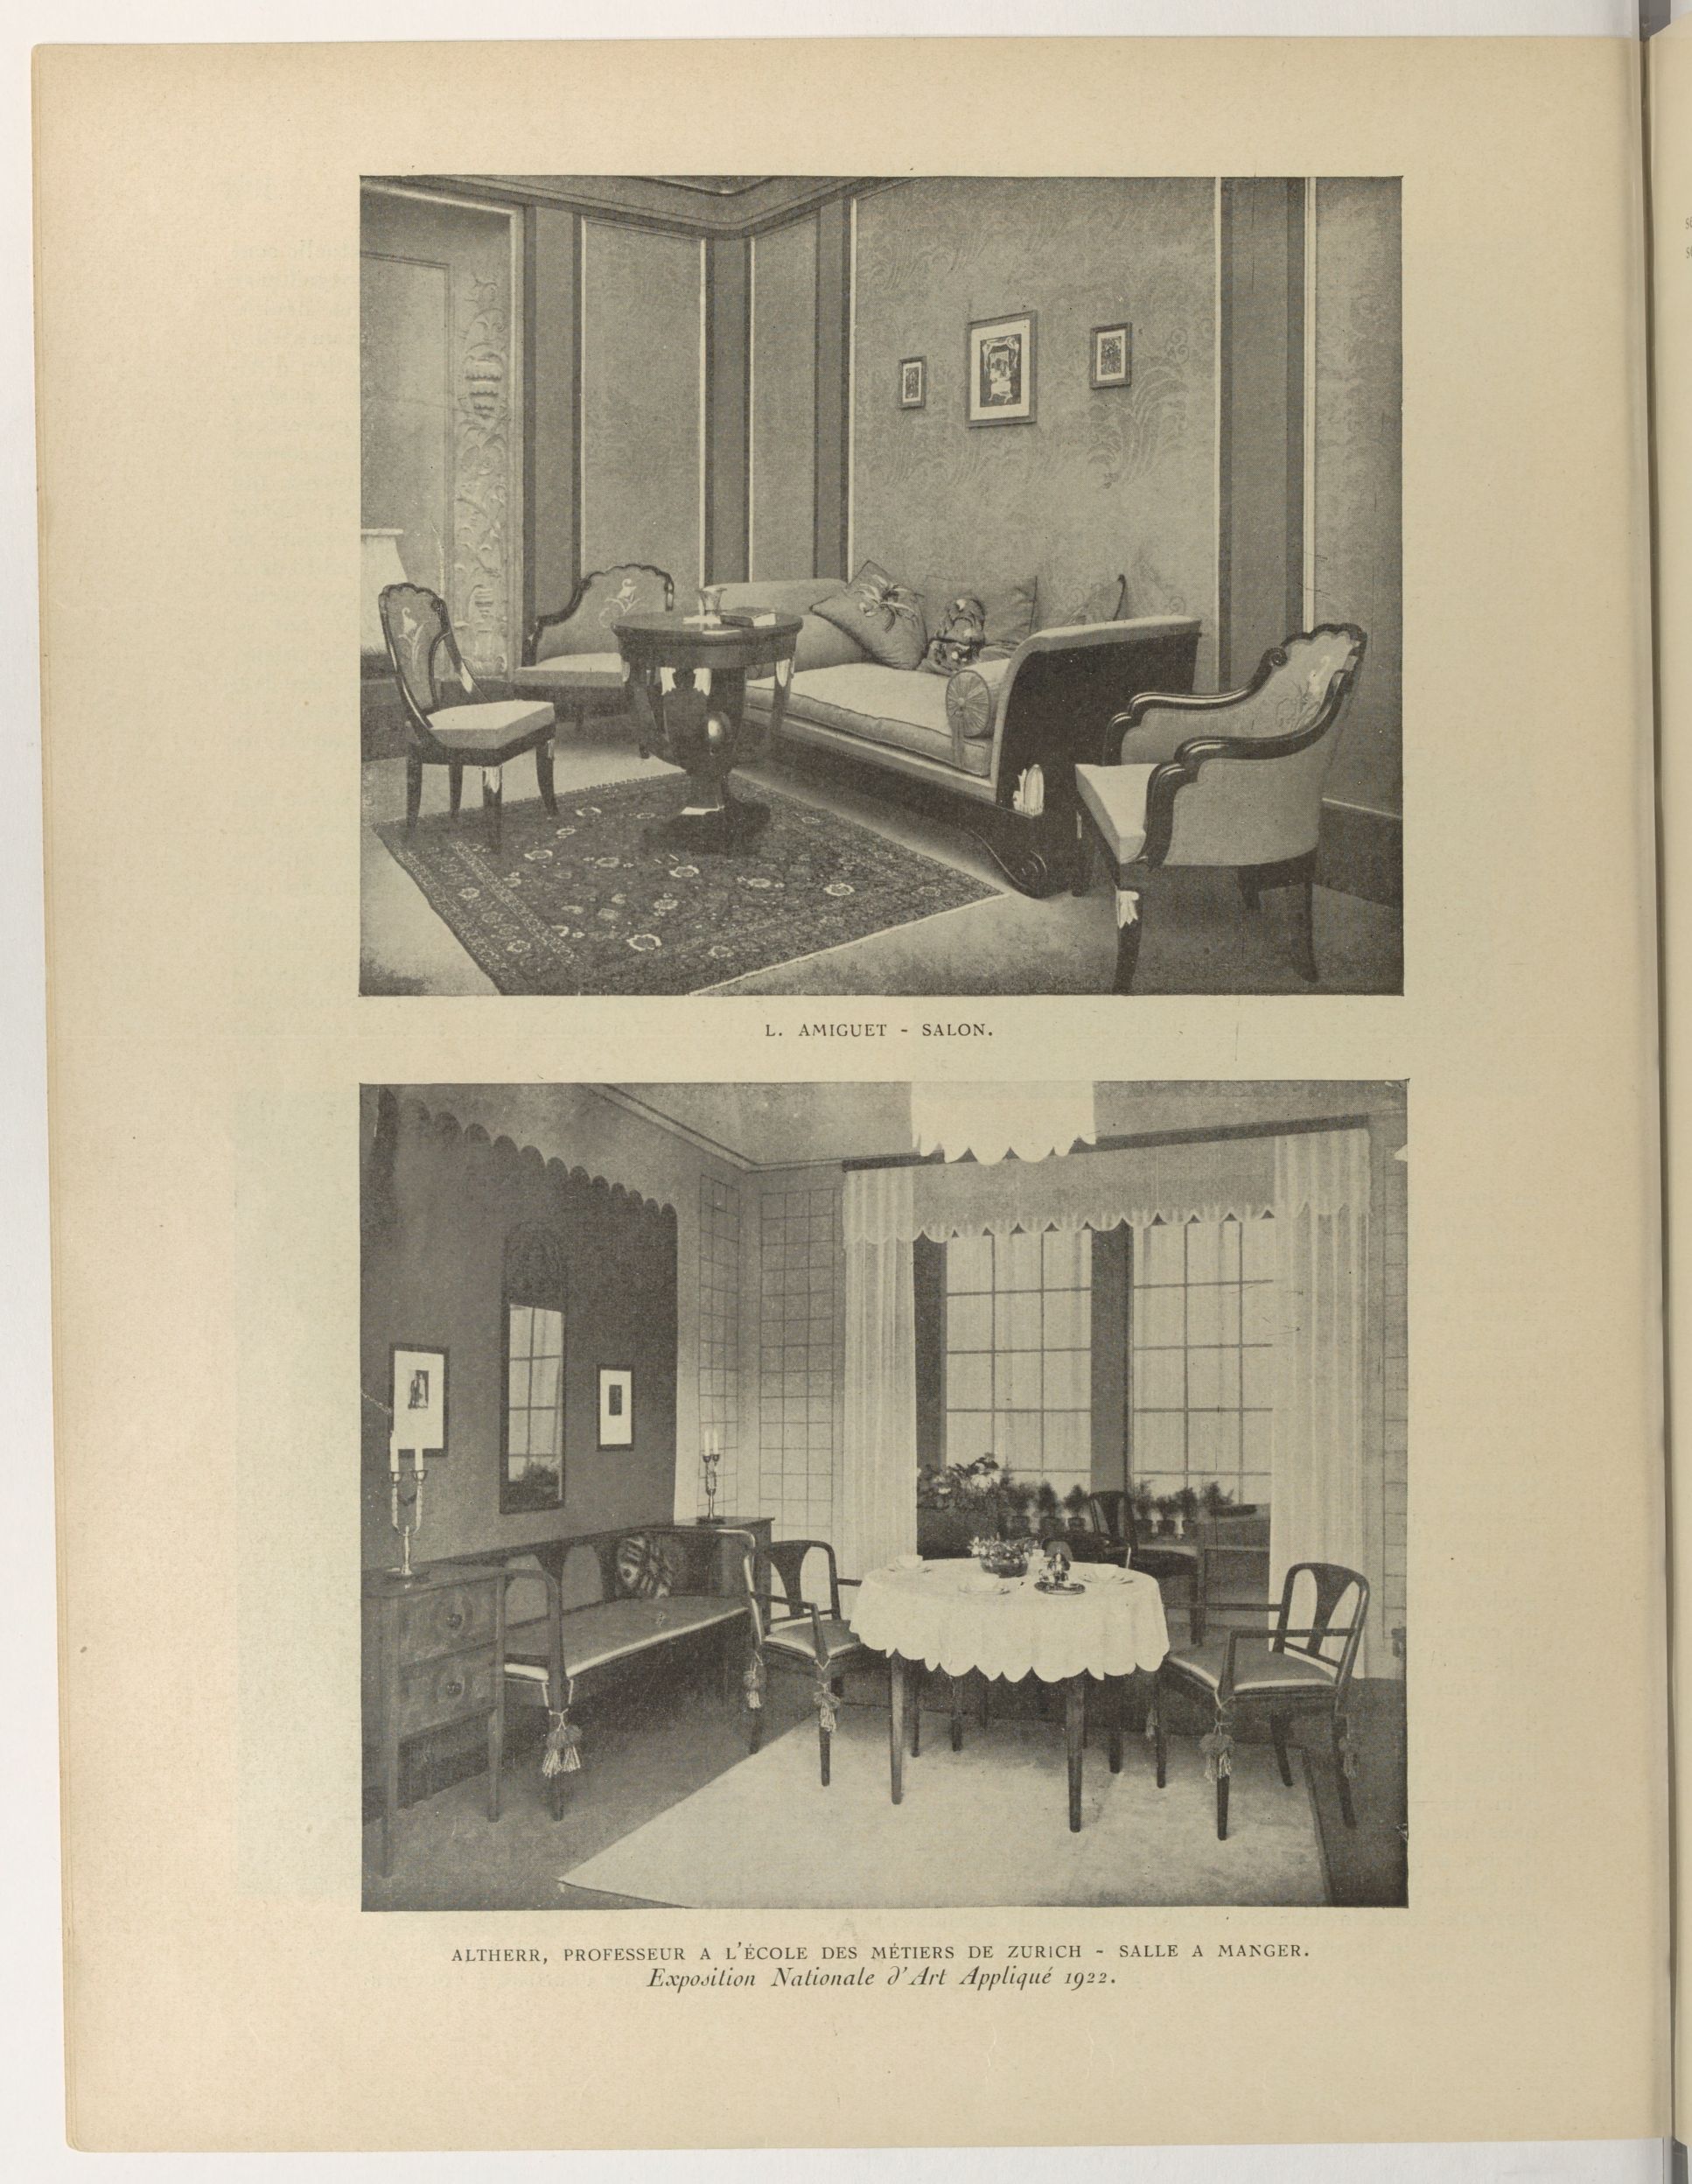 L. AMIGUET - SALON.
ALTHERR, PROFESSEUR A L'ÉCOLE DES MÉTIERS DE ZURICH - SALLE A MANGER.
Exposition Nationale d'Art Appliqué 1922.